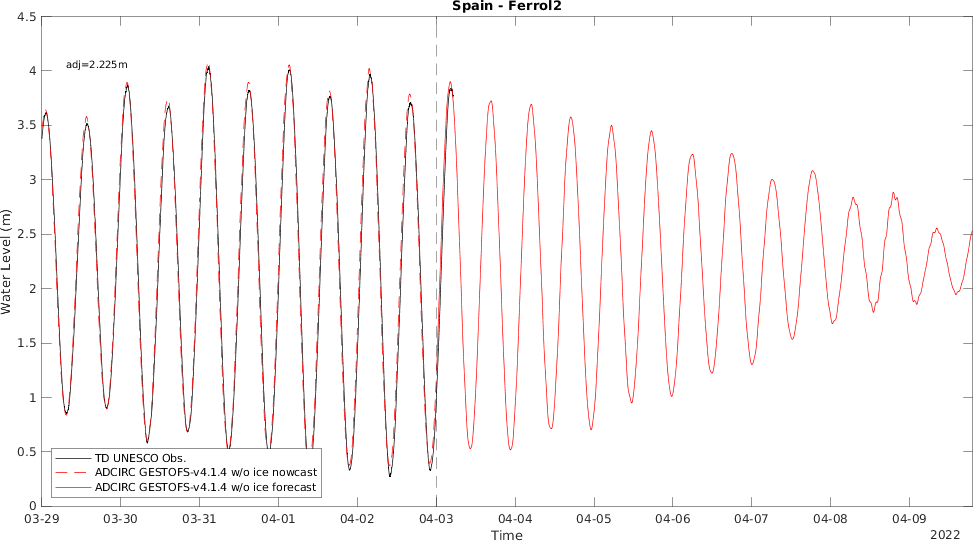 Spain - Ferrol2
adj=2.225m
4.5
4
3.5
3
2.5
2
1.5
1
0.5
0
Water Level (m)
TD UNESCO Obs.
ADCIRC GESTOFS-v4.1.4 w/o ice nowcast
ADCIRC GESTOFS-v4.1.4 w/o ice forecast
03-29 03-30 03-31 04-01 04-02 04-03 04-04 04-05 04-06 04-07 04-08 04-09
Time
2022